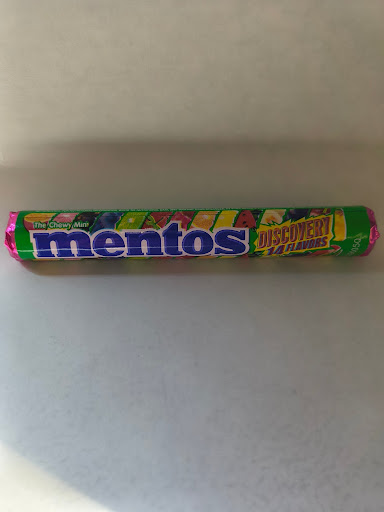 The Chewy Mint
mentos
DISCOVERY
14 FLAVORS